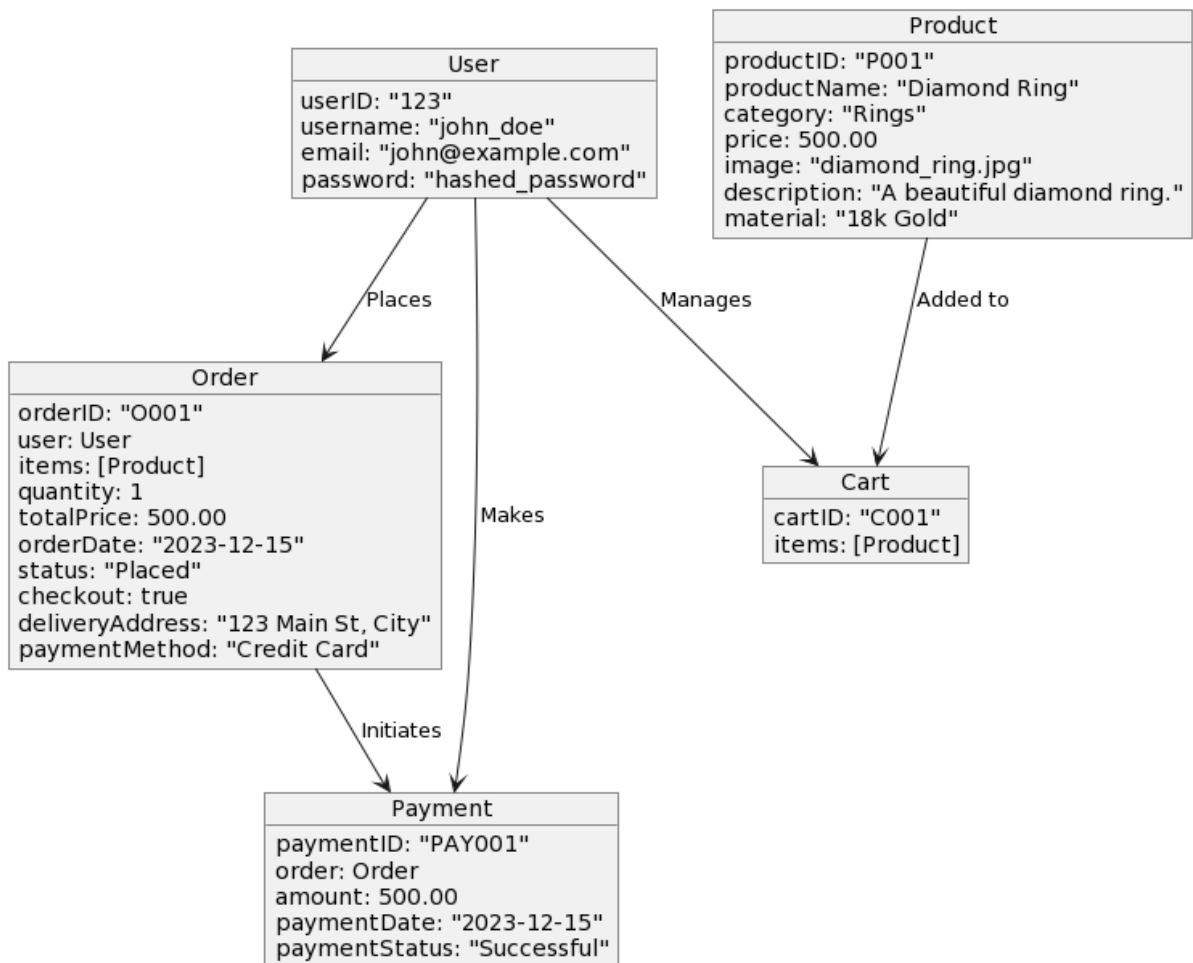 User
userID: "123"
username: "john_doe"
email: "john@example.com"
password: "hashed_password"
Product
productID: "P001"
productName: "Diamond Ring"
category: "Rings"
price: 500.00
image: "diamond_ring.jpg"
description: "A beautiful diamond ring."
material: "18k Gold"
Places
Makes
Manages
Added to
Order
orderID: "O001"
user: User
items: [Product]
quantity: 1
totalPrice: 500.00
orderDate: "2023-12-15"
status: "Placed"
checkout: true
deliveryAddress: "123 Main St, City"
paymentMethod: "Credit Card"
Cart
cartID: "C001"
items: [Product]
Initiates
Payment
paymentID: "PAY001"
order: Order
amount: 500.00
paymentDate: "2023-12-15"
paymentStatus: "Successful"